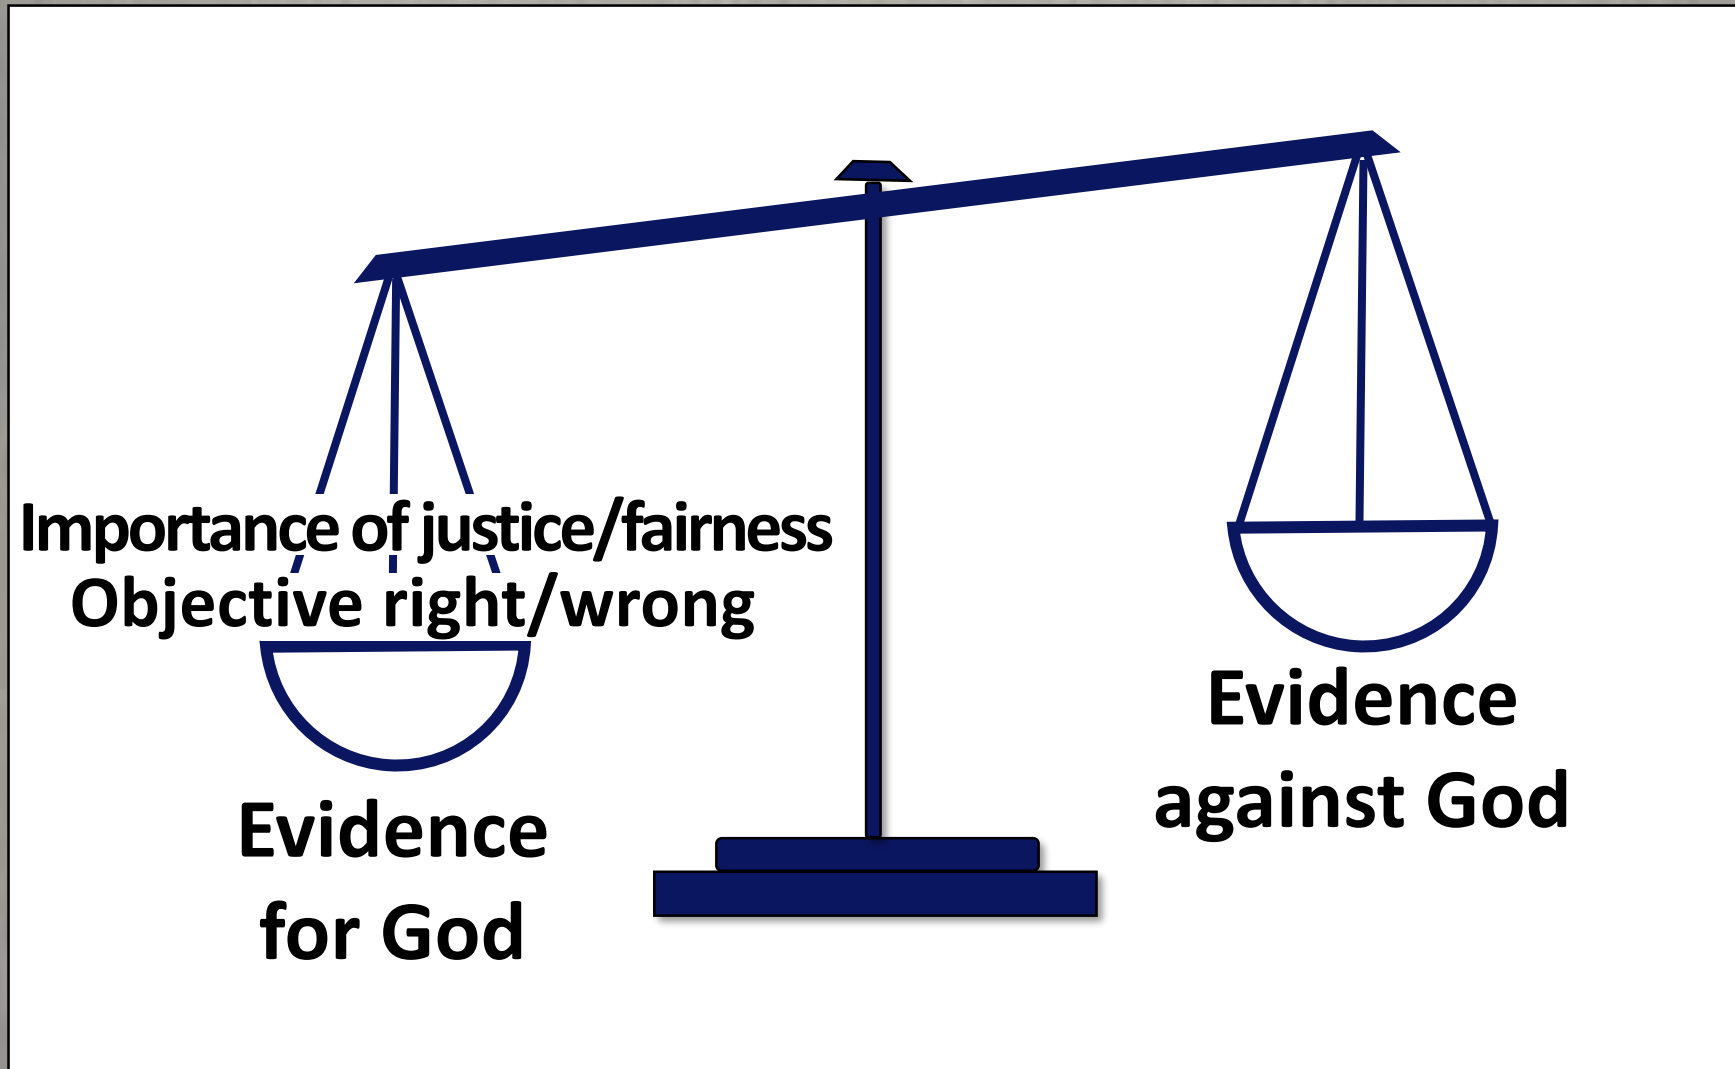 Importance of justice/fairness
Objective right/wrong
Evidence
for God
Evidence
against God